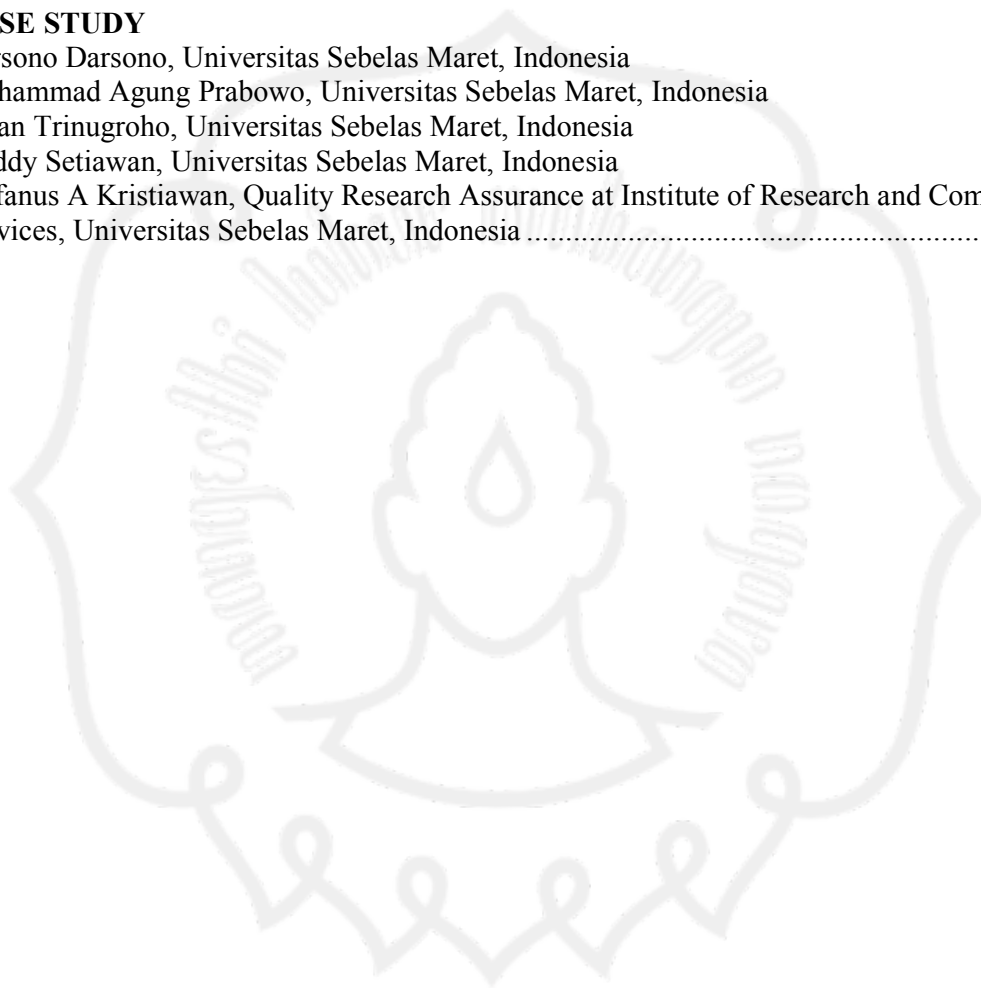 SE STUDY
rsono Darsono, Universitas Sebelas Maret, Indonesia
hammad Agung Prabowo, Universitas Sebelas Maret, Indonesia
an Trinugroho, Universitas Sebelas Maret, Indonesia
ddy Setiawan, Universitas Sebelas Maret, Indonesia
fanus A Kristiawan, Quality Research Assurance at Institute of Research and Com
vices, Universitas Sebelas Maret, Indonesia ..........................................................